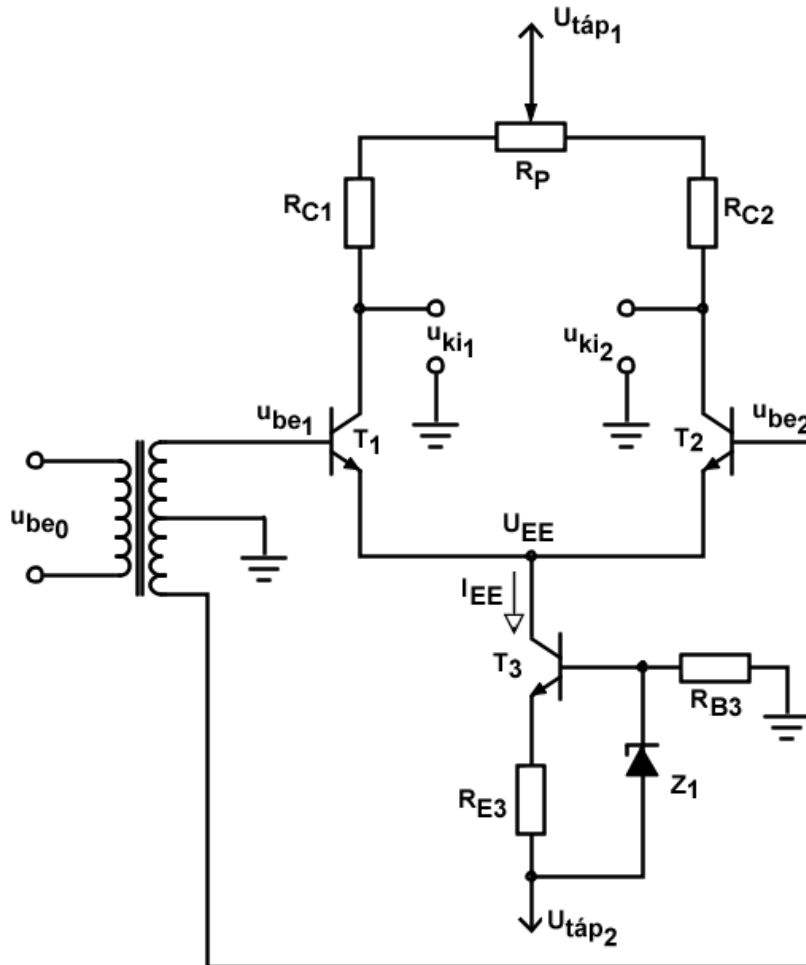 Utáp1
RP
RC1
RC2
uki1
uki2
ube1
ube2
T1
T2
ube0
UEE
IEE
T3
RB3
RE3
Z1
Utáp2